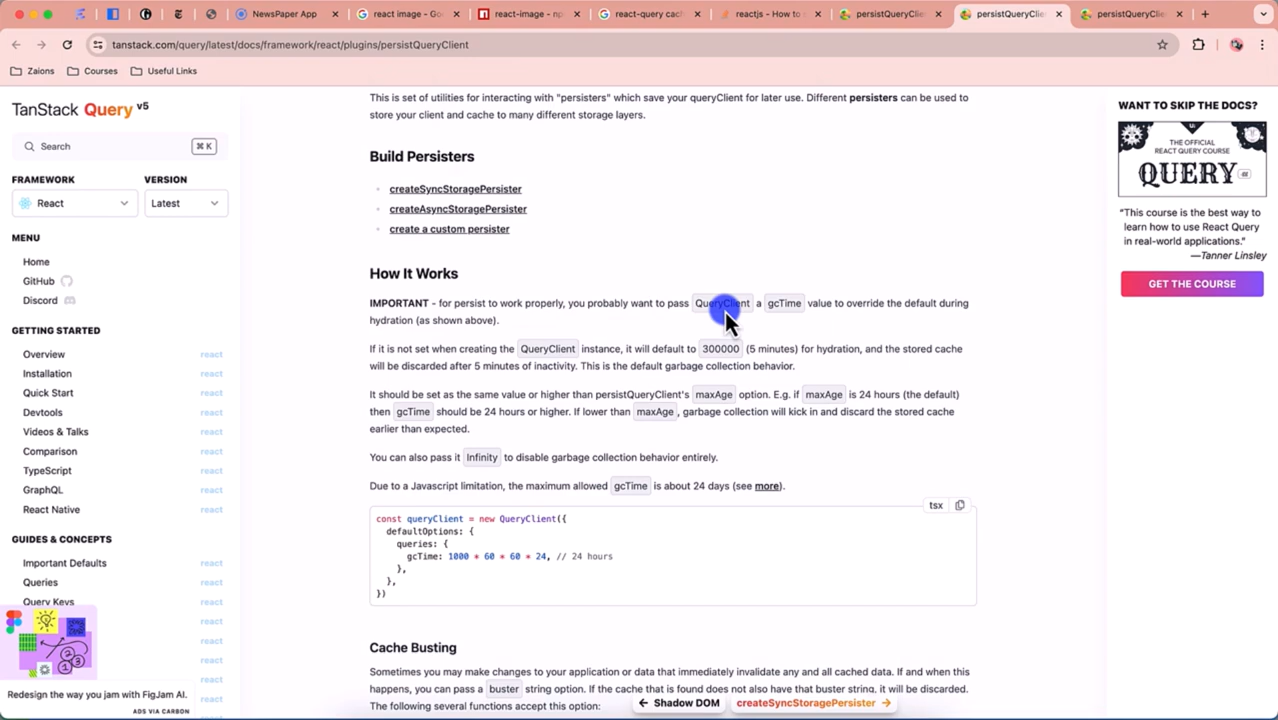 NewsPaper App
react image - Go
react-image - np
react-query cac
reactjs - How to s
persistQueryClie
persistQueryClie
persistQueryClie
tanstack.com/query/latest/docs/framework/react/plugins/persistQueryClient
Zaions
Courses
Useful Links
TanStack Query v5
Search
⌘ K
FRAMEWORK
VERSION
React
Latest
MENU
Home
GitHub
Discord
GETTING STARTED
Overview react
Installation react
Quick Start react
Devtools react
Videos & Talks react
Comparison react
TypeScript react
GraphQL react
React Native react
GUIDES & CONCEPTS
Important Defaults react
Queries react
Query Keys react
react
react
react
react
react
Redesign the way you jam with FigJam AI.
ADS VIA CARBON
This is set of utilities for interacting with "persisters" which save your queryClient for later use. Different persisters can be used to
store your client and cache to many different storage layers.
Build Persisters
createSyncStoragePersister
createAsyncStoragePersister
create a custom persister
How It Works
IMPORTANT - for persist to work properly, you probably want to pass QueryClient a gcTime value to override the default during
hydration (as shown above).
If it is not set when creating the QueryClient instance, it will default to 300000 (5 minutes) for hydration, and the stored cache
will be discarded after 5 minutes of inactivity. This is the default garbage collection behavior.
It should be set as the same value or higher than persistQueryClient's maxAge option. E.g. if maxAge is 24 hours (the default)
then gcTime should be 24 hours or higher. If lower than maxAge, garbage collection will kick in and discard the stored cache
earlier than expected.
You can also pass it Infinity to disable garbage collection behavior entirely.
Due to a Javascript limitation, the maximum allowed gcTime is about 24 days (see more).
tsx
const queryClient = new QueryClient({
defaultOptions: {
queries: {
gcTime: 1000 * 60 * 60 * 24, // 24 hours
},
},
})
Cache Busting
Sometimes you may make changes to your application or data that immediately invalidate any and all cached data. If and when this
happens, you can pass a buster string option. If the cache that is found does not also have that buster string, it will be discarded.
The following several functions accept this option:
← Shadow DOM
createSyncStoragePersister →
WANT TO SKIP THE DOCS?
THE OFFICIAL
REACT QUERY COURSE
QUERY
“This course is the best way to
learn how to use React Query
in real-world applications.”
—Tanner Linsley
GET THE COURSE